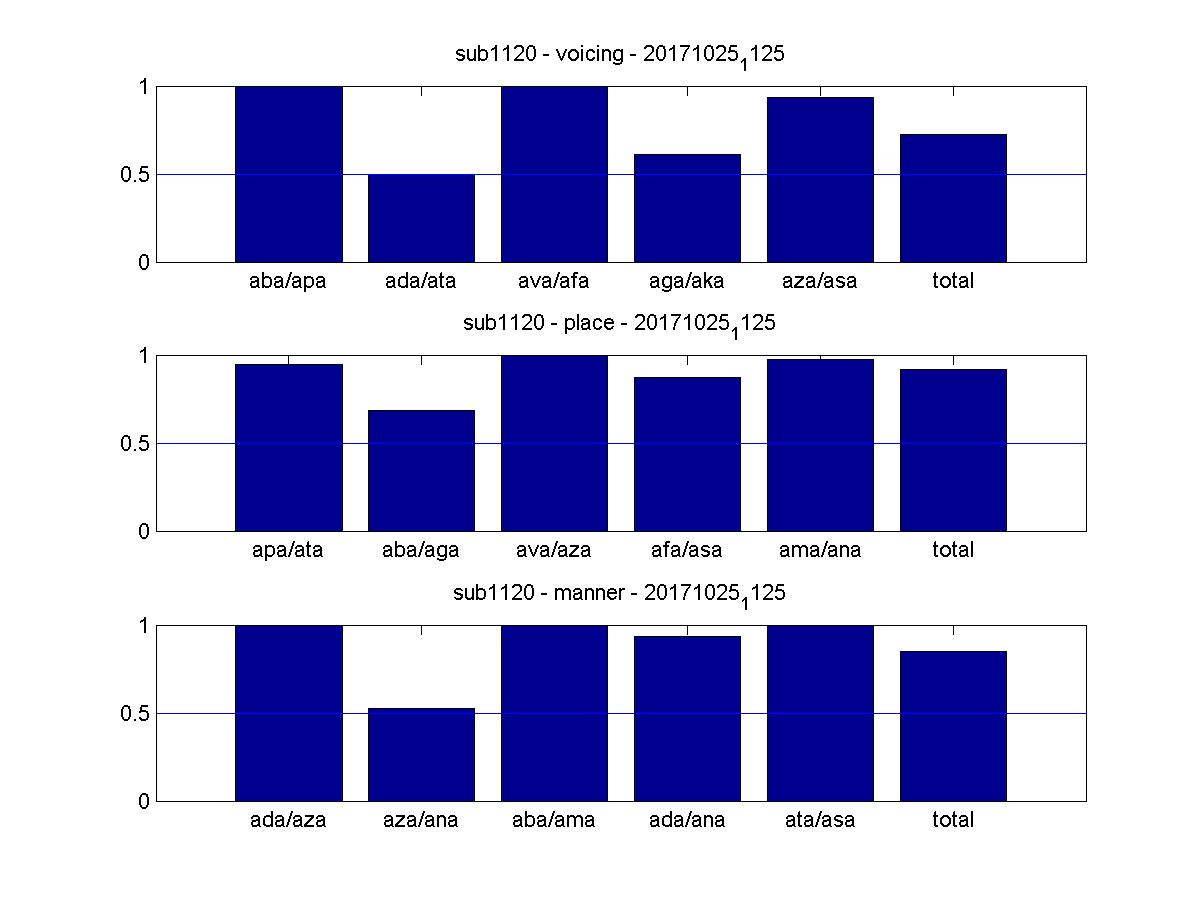 sub1120 - voicing - 20171025₁125
1
0.5
0
aba/apa ada/ata ava/afa aga/aka aza/asa total
sub1120 - place - 20171025₁125
1
0.5
0
apa/ata aba/aga ava/aza afa/asa ama/ana total
sub1120 - manner - 20171025₁125
1
0.5
0
ada/aza aza/ana aba/ama ada/ana ata/asa total